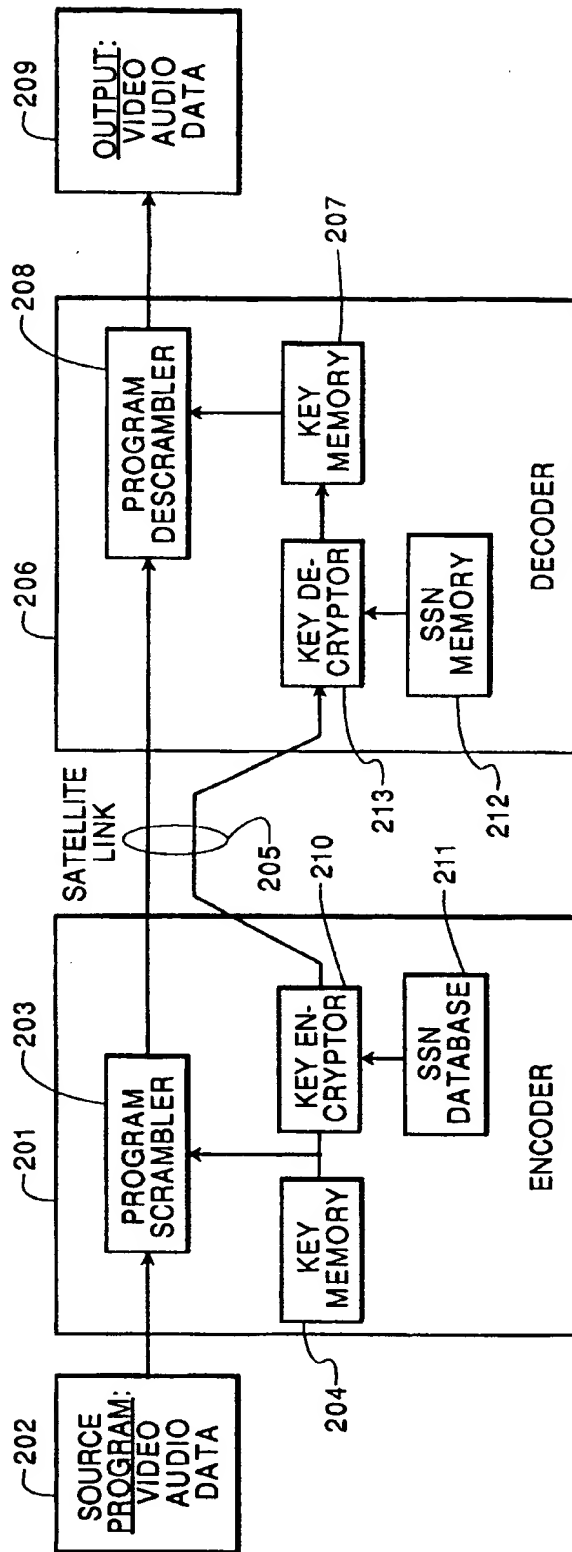 202
SOURCE
PROGRAM:
VIDEO
AUDIO
DATA
201
203
PROGRAM
SCRAMBLER
KEY
MEMORY
204
KEY EN-
CRYPTOR
210
SSN
DATABASE
211
ENCODER
SATELLITE
LINK
205
206
208
PROGRAM
DESCRAMBLER
KEY DE-
CRYPTOR
213
KEY
MEMORY
207
SSN
MEMORY
212
DECODER
209
OUTPUT:
VIDEO
AUDIO
DATA